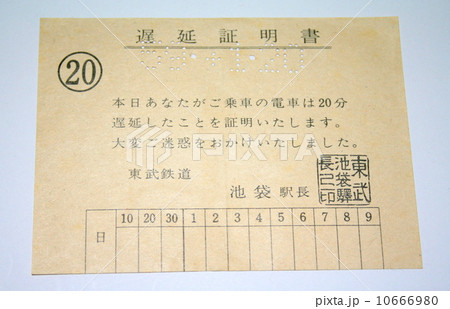 遅延証明書
⑳
本日あなたがご乗車の電車は20分
遅延したことを証明いたします。
大変ご迷惑をおかけいたしました。
東武鉄道
池袋駅長
東武
池袋驛
長之印
日 10 20 30 1 2 3 4 5 6 7 8 9
PIXTA
pixta.jp - 10666980